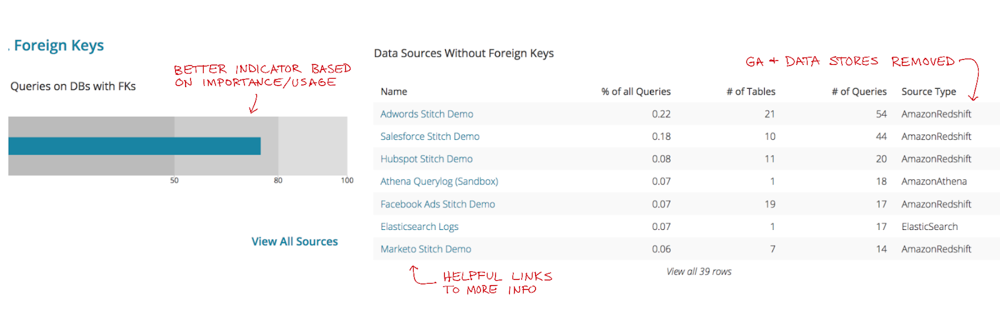 . Foreign Keys
BETTER INDICATOR BASED
ON IMPORTANCE/USAGE
Queries on DBs with FKs
50 80 100
View All Sources
Data Sources Without Foreign Keys
GA + DATA STORES REMOVED
Name % of all Queries # of Tables # of Queries Source Type
Adwords Stitch Demo 0.22 21 54 AmazonRedshift
Salesforce Stitch Demo 0.18 10 44 AmazonRedshift
Hubspot Stitch Demo 0.08 11 20 AmazonRedshift
Athena Querylog (Sandbox) 0.07 1 18 AmazonAthena
Facebook Ads Stitch Demo 0.07 19 17 AmazonRedshift
Elasticsearch Logs 0.07 1 17 ElasticSearch
Marketo Stitch Demo 0.06 7 14 AmazonRedshift
View all 39 rows
HELPFUL LINKS
TO MORE INFO